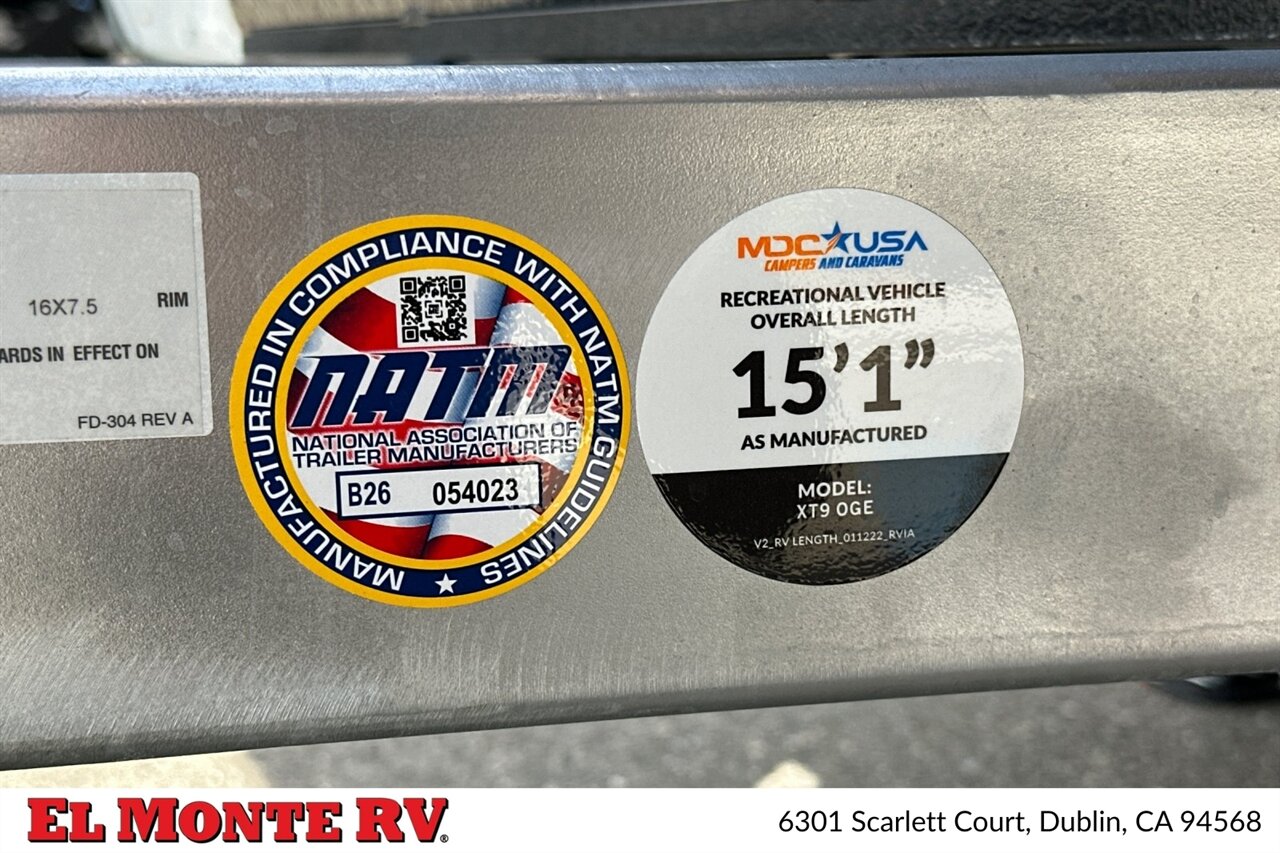 16X7.5 RIM
ARDS IN EFFECT ON
FD-304 REV A
MANUFACTURED IN COMPLIANCE WITH NATM GUIDELINES
NATM
NATIONAL ASSOCIATION OF
TRAILER MANUFACTURERS
B26 054023
MDC USA
CAMPERS AND CARAVANS
RECREATIONAL VEHICLE
OVERALL LENGTH
15'1"
AS MANUFACTURED
MODEL:
XT9 OGE
V2_RV LENGTH_011222_RVIA
EL MONTE RV®
6301 Scarlett Court, Dublin, CA 94568